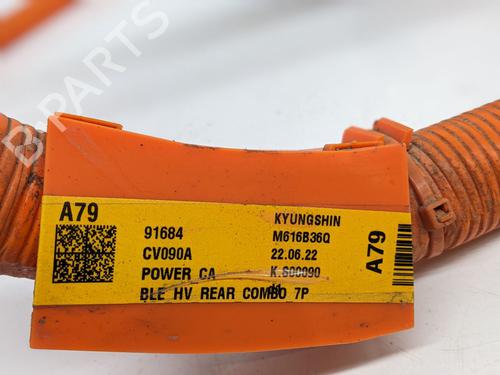 B-PARTS
A79
91684
CV090A
POWER CA
BLE HV REAR COMBO 7P
KYUNGSHIN
M616B36Q
22.06.22
K.S00090
A79